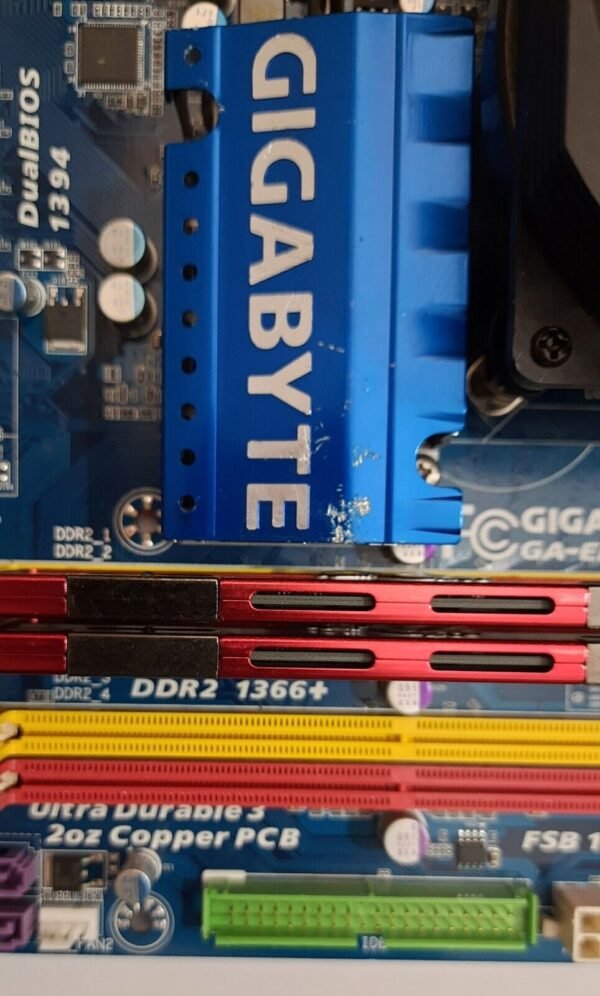 DualBIOS
1394
GIGABYTE
DDR2_1
DDR2_2
GIGA
GA-E
DDR2_3
DDR2_4
DDR2 1366+
Ultra Durable 3
2oz Copper PCB
FSB 1
FAN2
IDE